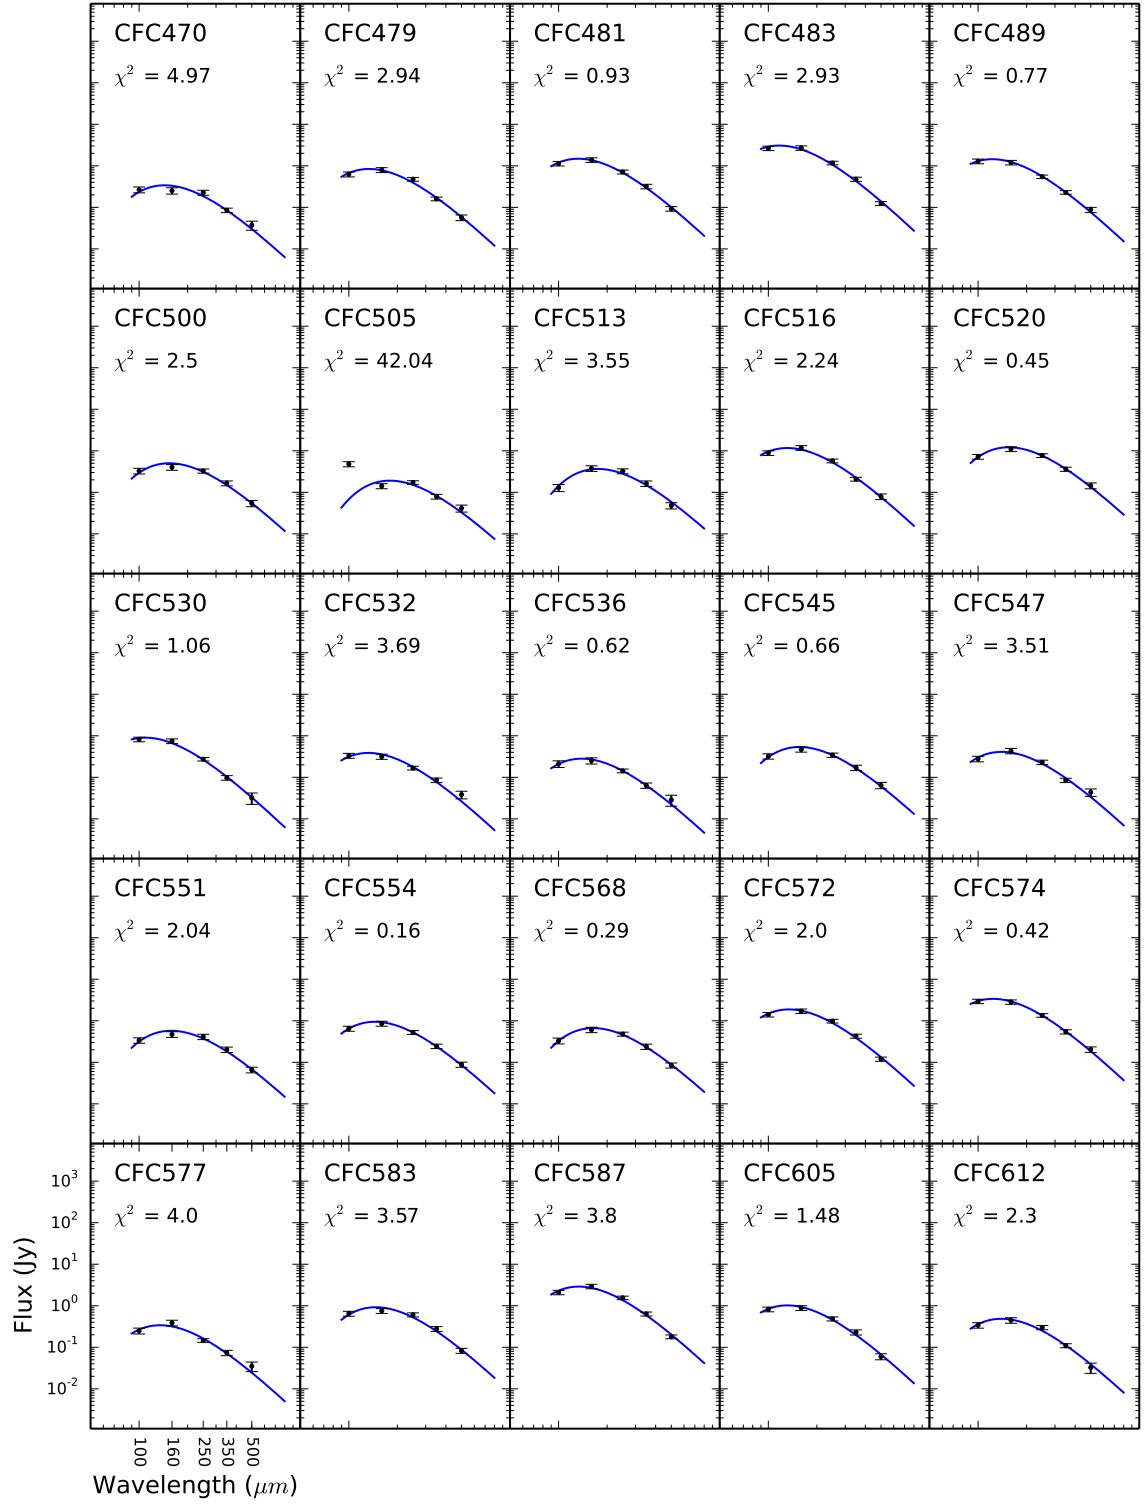 CFC470 CFC479 CFC481 CFC483 CFC489
χ² = 4.97 χ² = 2.94 χ² = 0.93 χ² = 2.93 χ² = 0.77
CFC500 CFC505 CFC513 CFC516 CFC520
χ² = 2.5 χ² = 42.04 χ² = 3.55 χ² = 2.24 χ² = 0.45
CFC530 CFC532 CFC536 CFC545 CFC547
χ² = 1.06 χ² = 3.69 χ² = 0.62 χ² = 0.66 χ² = 3.51
CFC551 CFC554 CFC568 CFC572 CFC574
χ² = 2.04 χ² = 0.16 χ² = 0.29 χ² = 2.0 χ² = 0.42
CFC577 CFC583 CFC587 CFC605 CFC612
χ² = 4.0 χ² = 3.57 χ² = 3.8 χ² = 1.48 χ² = 2.3
10³
10²
10¹
10⁰
10⁻¹
10⁻²
Flux (Jy)
100 160 250 350 500
Wavelength (μm)